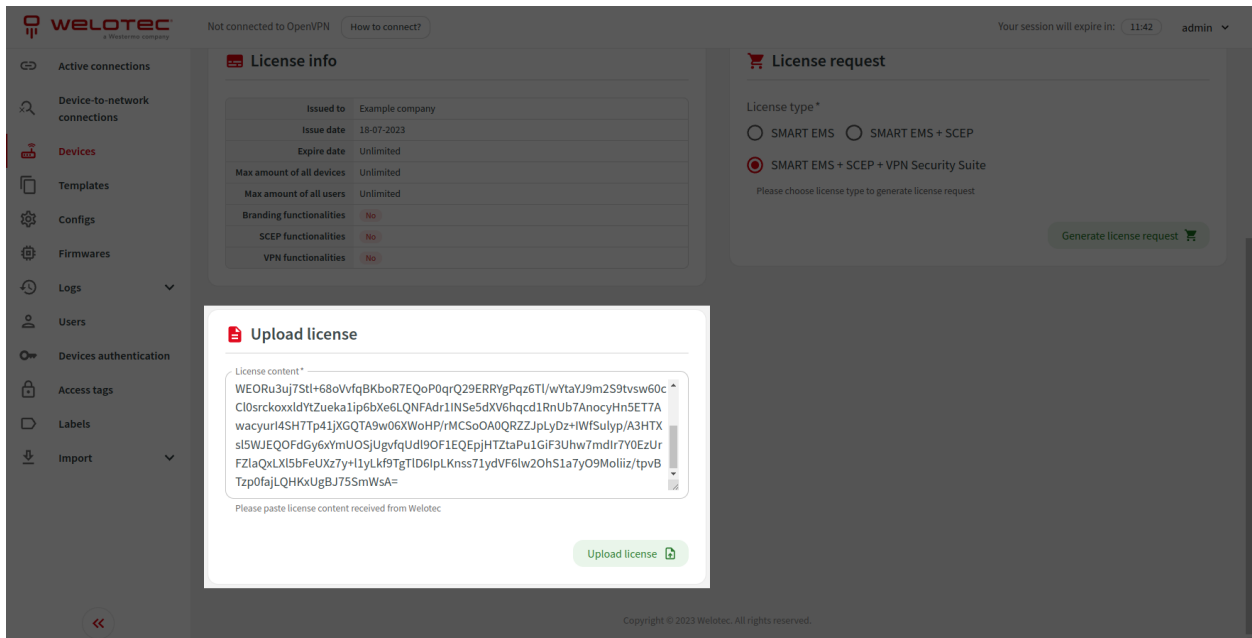 WELOTEC
a Westermo company
Not connected to OpenVPN
How to connect?
Your session will expire in: 11:42
admin
Active connections
Device-to-network
connections
Devices
Templates
Configs
Firmwares
Logs
Users
Devices authentication
Access tags
Labels
Import
License info
Issued to Example company
Issue date 18-07-2023
Expire date Unlimited
Max amount of all devices Unlimited
Max amount of all users Unlimited
Branding functionalities No
SCEP functionalities No
VPN functionalities No
License request
License type *
SMART EMS SMART EMS + SCEP
SMART EMS + SCEP + VPN Security Suite
Please choose license type to generate license request
Generate license request
Upload license
License content *
WEORu3uj7Stl+68oVvfqBKboR7EQoP0qrQ29ERRYgPqz6Tl/wYtaYJ9m2S9tvsw60c
Cl0srckoxxldYtZueka1ip6bXe6LQNFAdr1INSe5dXV6hqcd1RnUb7AnocyHn5ET7A
wacyurI4SH7Tp41jXGQTA9w06XWoHP/rMCSoOA0QRZZJpLyDz+IWfSulyp/A3HTX
sl5WJEQOFdGy6xYmUOSjUgvfqUdl9OF1EQEpjHTZtaPu1GiF3Uhw7mdIr7Y0EzUr
FZlaQxLXl5bFeUXz7y+l1yLkf9TgTlD6IpLKnss71ydVF6lw2OhS1a7yO9Moliiz/tpvB
Tzp0fajLQHKxUgBJ75SmWsA=
Please paste license content received from Welotec
Upload license
Copyright © 2023 Welotec. All rights reserved.